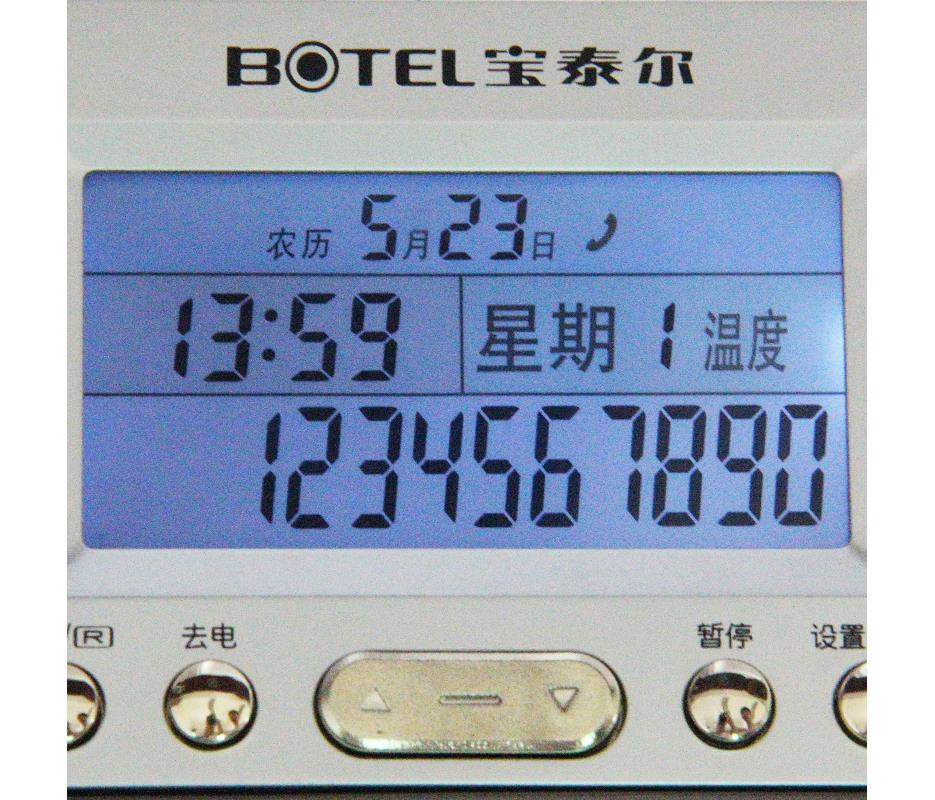 BOTEL宝泰尔
农历 5月23日
13:59 星期 1 温度
1234567890
/R 去电 暂停 设置